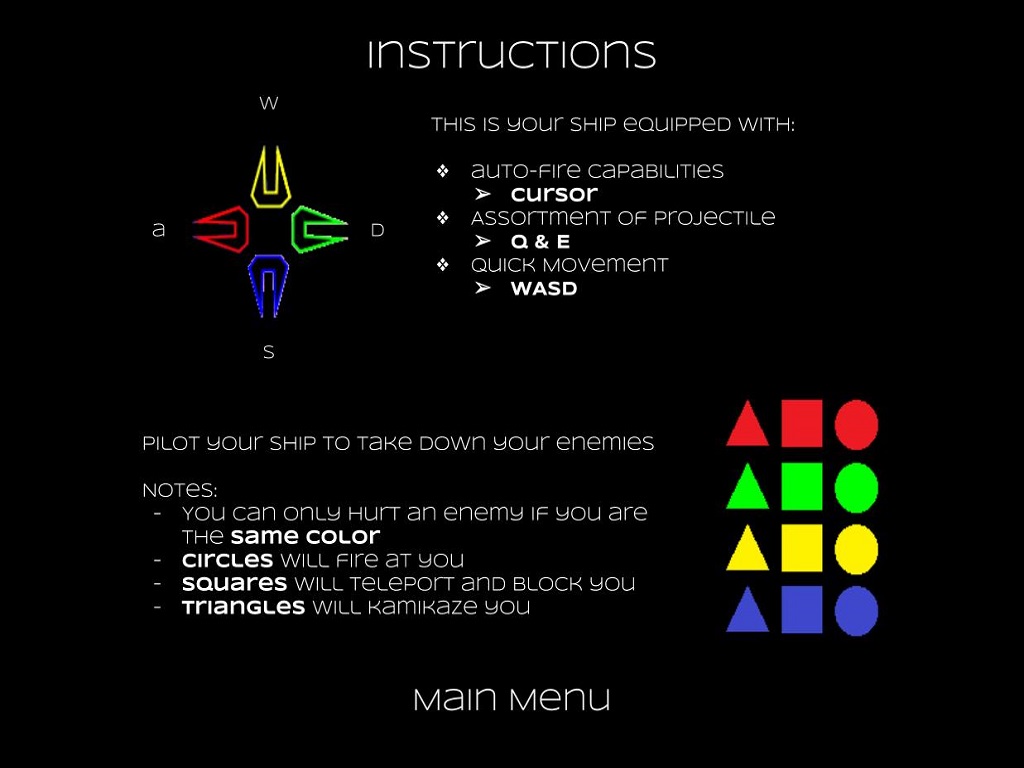 Instructions
W
THIS IS YOUR SHIP EQUIPPED WITH:
❖ AUTO-FIRE CAPABILITIES
➢ CURSOR
❖ ASSORTMENT OF PROJECTILE
➢ Q & E
❖ QUICK MOVEMENT
➢ WASD
A
D
S
PILOT YOUR SHIP TO TAKE DOWN YOUR ENEMIES
NOTES:
- YOU CAN ONLY HURT AN ENEMY IF YOU ARE
THE SAME COLOR
- CIRCLES WILL FIRE AT YOU
- SQUARES WILL TELEPORT AND BLOCK YOU
- TRIANGLES WILL KAMIKAZE YOU
Main Menu